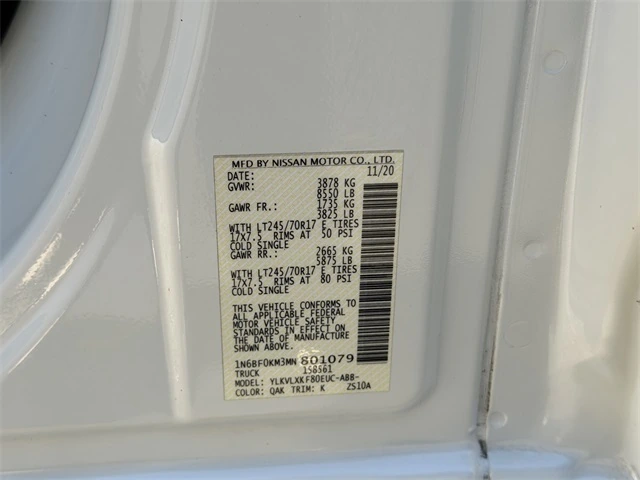 MFD BY NISSAN MOTOR CO., LTD.
DATE: 11/20
GVWR: 3878 KG
8550 LB
GAWR FR.: 1735 KG
3825 LB
WITH LT245/70R17 E TIRES
17X7.5 RIMS AT 50 PSI
COLD SINGLE
GAWR RR.: 2665 KG
5875 LB
WITH LT245/70R17 E TIRES
17X7.5 RIMS AT 80 PSI
COLD SINGLE
THIS VEHICLE CONFORMS TO
ALL APPLICABLE FEDERAL
MOTOR VEHICLE SAFETY
STANDARDS IN EFFECT ON
THE DATE OF MANUFACTURE
SHOWN ABOVE.
1N6BF0KM3MN801079
TRUCK 158561
MODEL: YLKVLXKF80EUC-AB8-
COLOR: QAK TRIM: K ZS10A